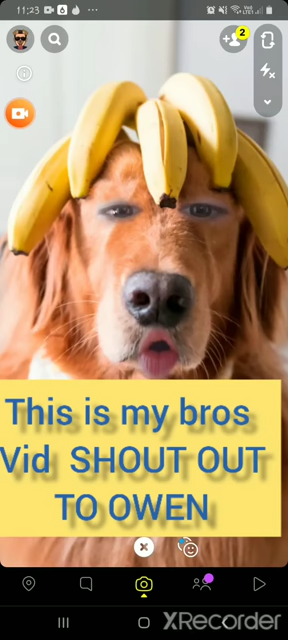 11:23
2
This is my bros
Vid SHOUT OUT
TO OWEN
XRecorder